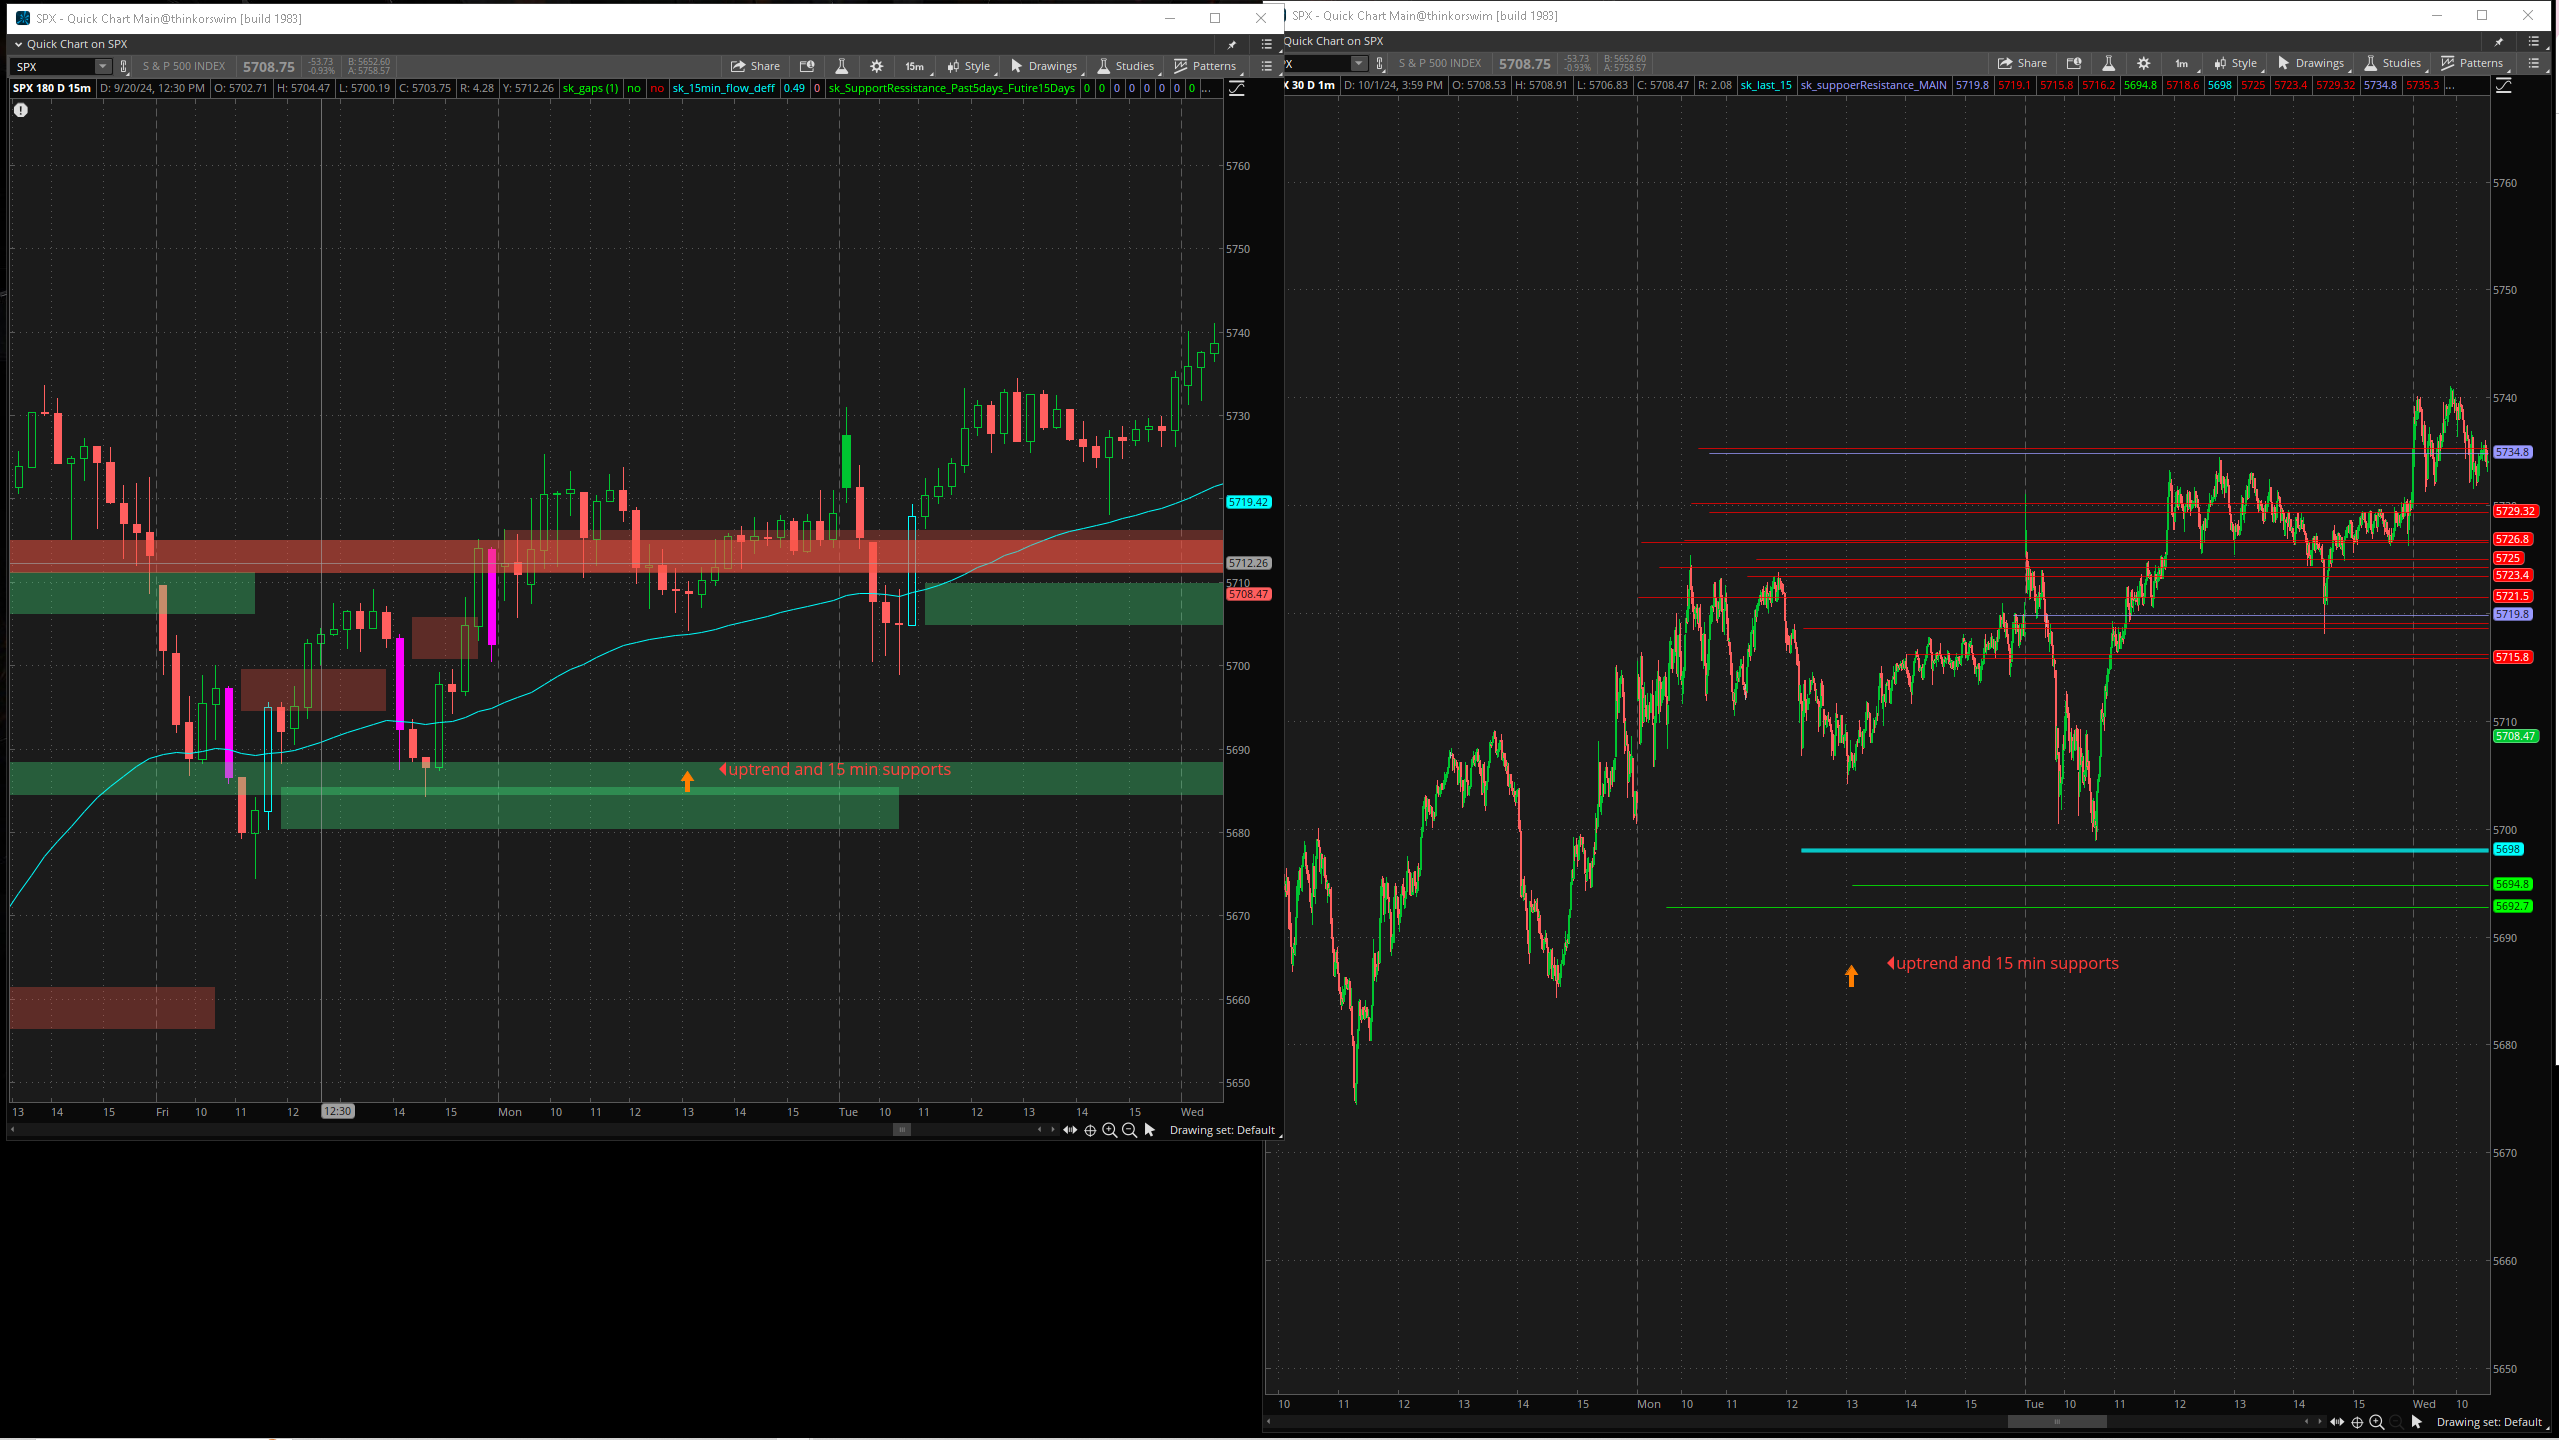 SPX - Quick Chart Main@thinkorswim [build 1983]
Quick Chart on SPX
SPX S & P 500 INDEX 5708.75 -53.73 -0.93% B: 5652.60 A: 5758.57 Share 15m Style Drawings Studies Patterns
SPX 180 D 15m D: 9/20/24, 12:30 PM O: 5702.71 H: 5704.47 L: 5700.19 C: 5703.75 R: 4.28 Y: 5712.26 sk_gaps (1) no no sk_15min_flow_deff 0.49 0 sk_SupportRessistance_Past5days_Futire15Days 0 0 0 0 0 0 0 0 ...
5760
5750
5740
5730
5719.42
5712.26
5710
5708.47
5700
5690
uptrend and 15 min supports
5680
5670
5660
5650
13 14 15 Fri 10 11 12 12:30 14 15 Mon 10 11 12 13 14 15 Tue 10 11 12 13 14 15 Wed
Drawing set: Default
SPX - Quick Chart Main@thinkorswim [build 1983]
Quick Chart on SPX
PX S & P 500 INDEX 5708.75 -53.73 -0.93% B: 5652.60 A: 5758.57 Share 1m Style Drawings Studies Patterns
X 30 D 1m D: 10/1/24, 3:59 PM O: 5708.53 H: 5708.91 L: 5706.83 C: 5708.47 R: 2.08 sk_last_15 sk_suppoerResistance_MAIN 5719.8 5719.1 5715.8 5716.2 5694.8 5718.6 5698 5725 5723.4 5729.32 5734.8 5735.3 ...
5760
5750
5740
5734.8
5729.32
5726.8
5725
5723.4
5721.5
5719.8
5715.8
5710
5708.47
5700
5698
5694.8
5692.7
5690
uptrend and 15 min supports
5680
5670
5660
5650
10 11 12 13 14 15 Mon 10 11 12 13 14 15 Tue 10 11 12 13 14 15 Wed 10
Drawing set: Default